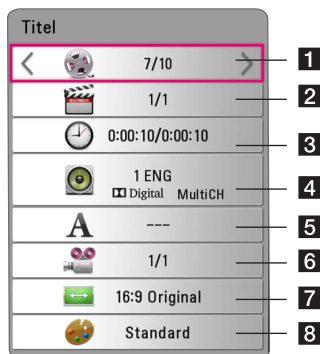 Titel
7/10 1
MULTIMEDIA 1/1 2
0:00:10/0:00:10 3
1 ENG
Digital MultiCH 4
A --- 5
1/1 6
16:9 Original 7
Standard 8